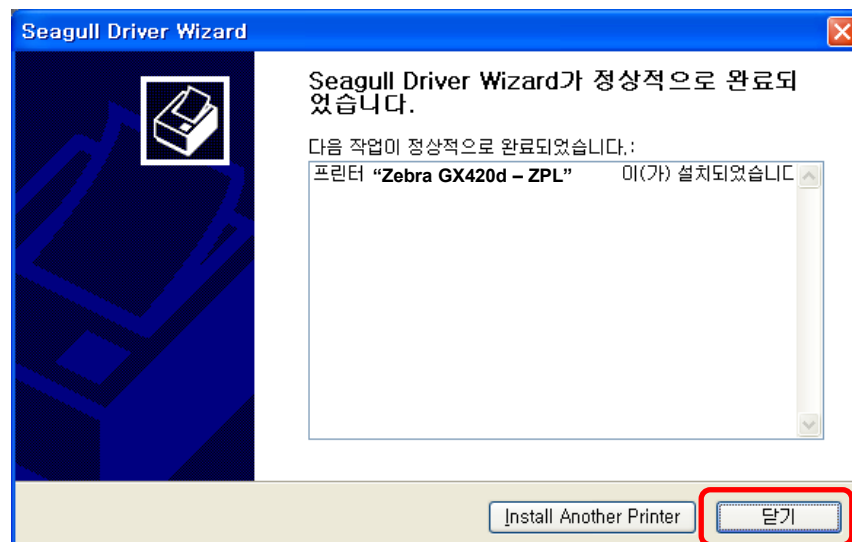 Seagull Driver Wizard
Seagull Driver Wizard가 정상적으로 완료되
었습니다.
다음 작업이 정상적으로 완료되었습니다.:
프린터 “Zebra GX420d – ZPL” 이(가) 설치되었습니다
Install Another Printer
닫기